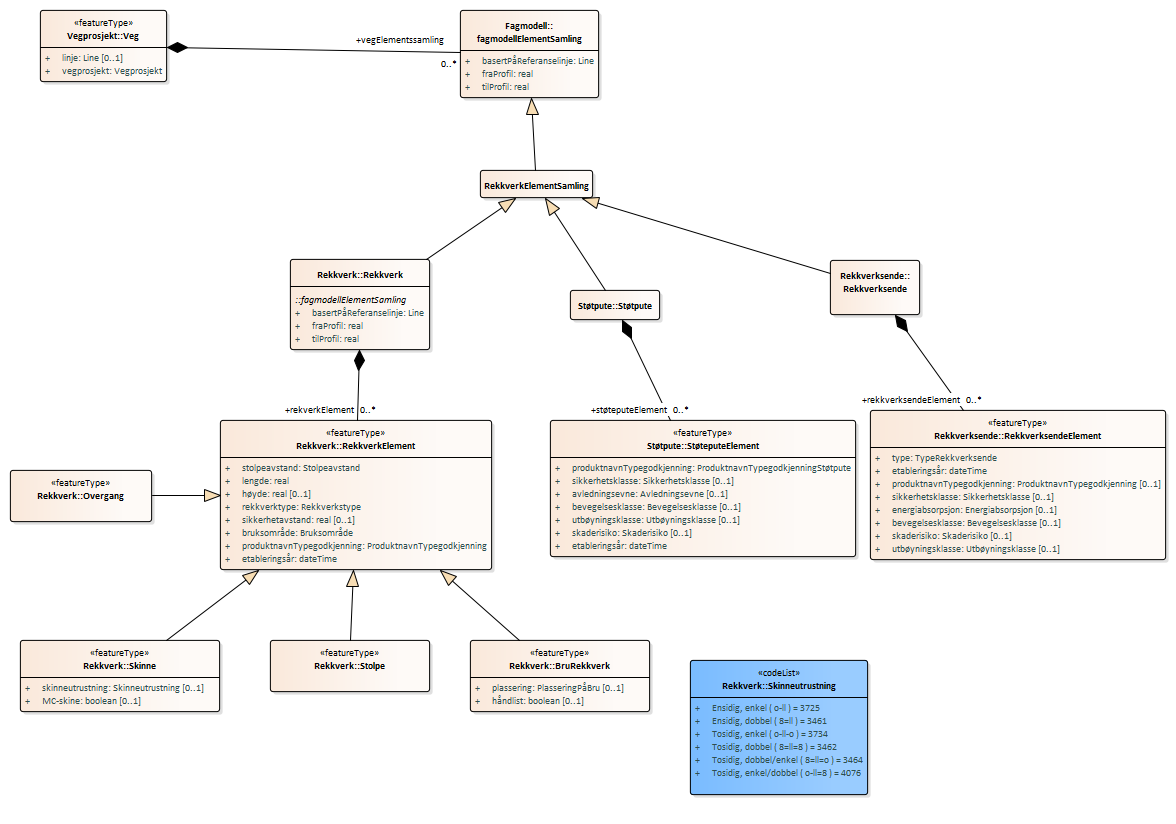 «featureType»
Vegprosjekt::Veg
+ linje: Line [0..1]
+ vegprosjekt: Vegprosjekt
+vegElementssamling
0..*
Fagmodell::
fagmodellElementSamling
+ basertPåReferanselinje: Line
+ fraProfil: real
+ tilProfil: real
RekkverkElementSamling
Rekkverk::Rekkverk
::fagmodellElementSamling
+ basertPåReferanselinje: Line
+ fraProfil: real
+ tilProfil: real
Støtpute::Støtpute
Rekkverksende::
Rekkverksende
+rekverkElement 0..*
+støteputeElement 0..*
+rekkverksendeElement 0..*
«featureType»
Rekkverk::RekkverkElement
+ stolpeavstand: Stolpeavstand
+ lengde: real
+ høyde: real [0..1]
+ rekkverktype: Rekkverkstype
+ sikkerhetavstand: real [0..1]
+ bruksområde: Bruksområde
+ produktnavnTypegodkjenning: ProduktnavnTypegodkjenning
+ etableringsår: dateTime
«featureType»
Støtpute::StøteputeElement
+ produktnavnTypegodkjenning: ProduktnavnTypegodkjenningStøtpute
+ sikkerhetsklasse: Sikkerhetsklasse [0..1]
+ avledningsevne: Avledningsevne [0..1]
+ bevegelsesklasse: Bevegelsesklasse [0..1]
+ utbøyningsklasse: Utbøyningsklasse [0..1]
+ skaderisiko: Skaderisiko [0..1]
+ etableringsår: dateTime
«featureType»
Rekkverksende::RekkverksendeElement
+ type: TypeRekkverksende
+ etableringsår: dateTime
+ produktnavnTypegodkjenning: ProduktnavnTypegodkjenning [0..1]
+ sikkerhetsklasse: Sikkerhetsklasse [0..1]
+ energiabsorpsjon: Energiabsorpsjon [0..1]
+ bevegelsesklasse: Bevegelsesklasse [0..1]
+ skaderisiko: Skaderisiko [0..1]
+ utbøyningsklasse: Utbøyningsklasse [0..1]
«featureType»
Rekkverk::Overgang
«featureType»
Rekkverk::Skinne
+ skinneutrustning: Skinneutrustning [0..1]
+ MC-skine: boolean [0..1]
«featureType»
Rekkverk::Stolpe
«featureType»
Rekkverk::BruRekkverk
+ plassering: PlasseringPåBru [0..1]
+ håndlist: boolean [0..1]
«codeList»
Rekkverk::Skinneutrustning
+ Ensidig, enkel ( o-ll ) = 3725
+ Ensidig, dobbel ( 8=ll ) = 3461
+ Tosidig, enkel ( o-ll-o ) = 3734
+ Tosidig, dobbel ( 8=ll=8 ) = 3462
+ Tosidig, dobbel/enkel ( 8=ll=o ) = 3464
+ Tosidig, enkel/dobbel ( o-ll=8 ) = 4076